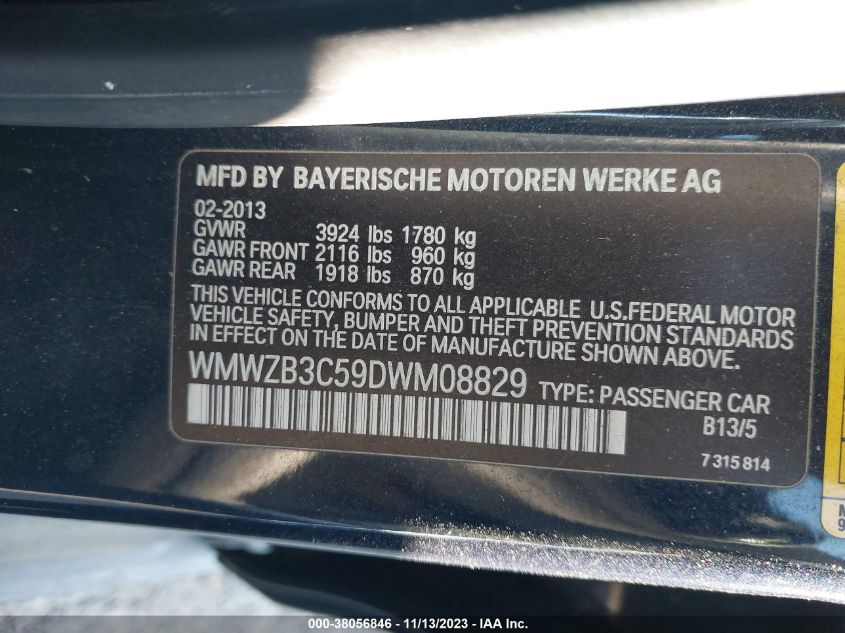 MFD BY BAYERISCHE MOTOREN WERKE AG
02-2013
GVWR 3924 lbs 1780 kg
GAWR FRONT 2116 lbs 960 kg
GAWR REAR 1918 lbs 870 kg
THIS VEHICLE CONFORMS TO ALL APPLICABLE U.S.FEDERAL MOTOR
VEHICLE SAFETY, BUMPER AND THEFT PREVENTION STANDARDS
IN EFFECT ON THE DATE OF MANUFACTURE SHOWN ABOVE.
WMWZB3C59DWM08829 TYPE: PASSENGER CAR
B13/5
7 315 814
000-38056846 - 11/13/2023 - IAA Inc.